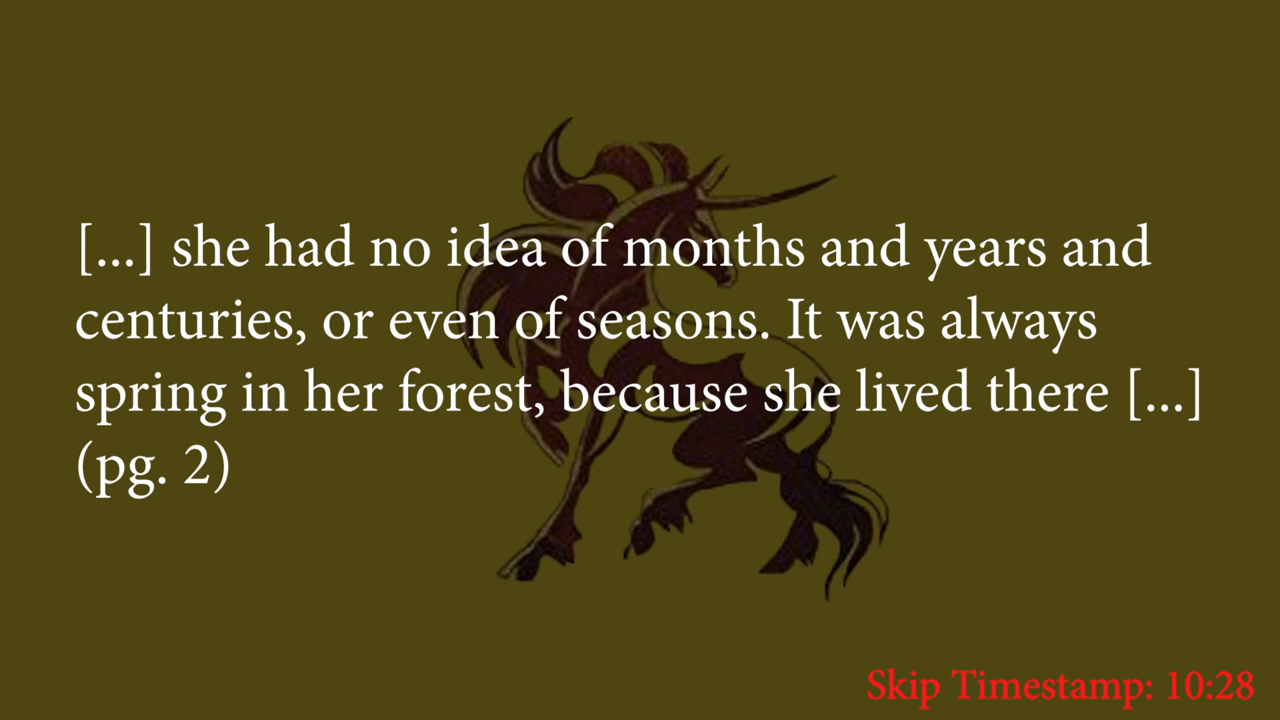 [...] she had no idea of months and years and
centuries, or even of seasons. It was always
spring in her forest, because she lived there [...]
(pg. 2)
Skip Timestamp: 10:28